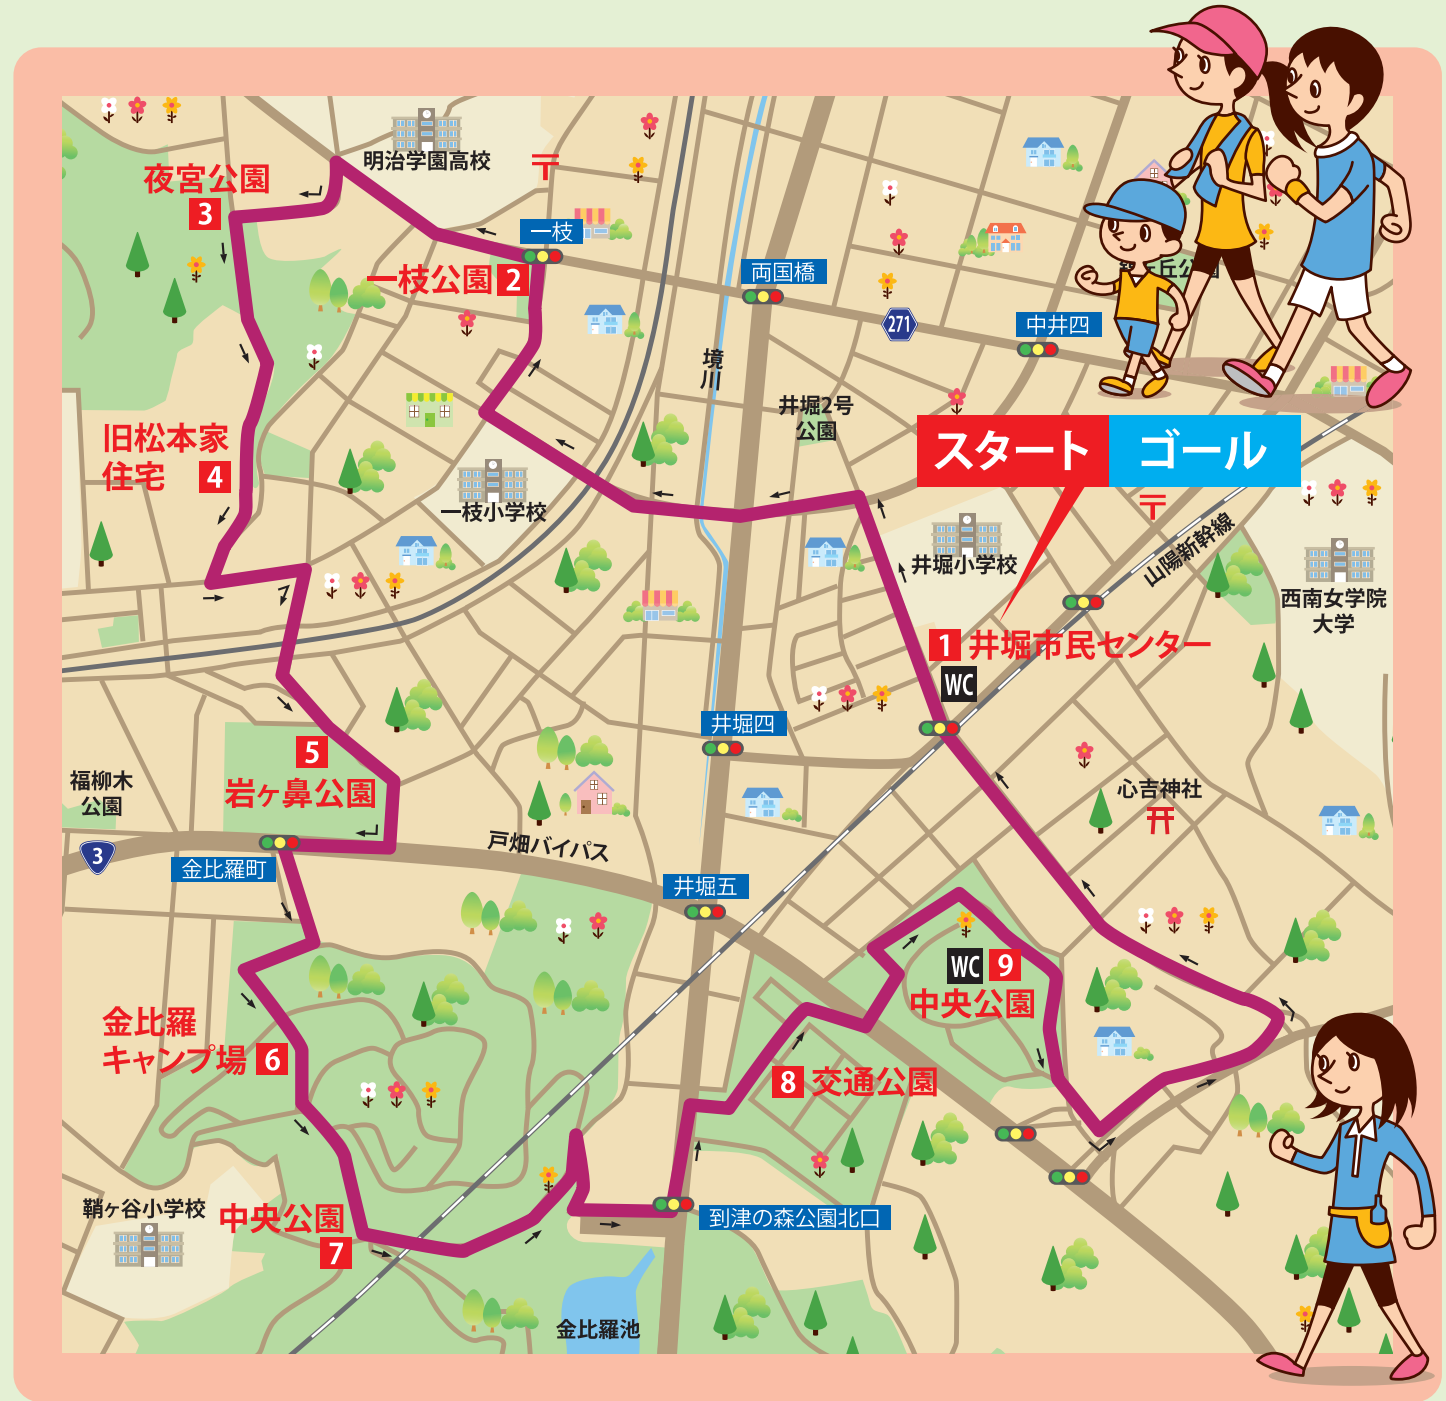 明治学園高校
〒
夜宮公園
3
一枝
一枝公園 2
両国橋
271
中井四
境川
井堀2号
公園
スタート ゴール
旧松本家
住宅 4
一枝小学校
〒
山陽新幹線
井堀小学校
西南女学院
大学
1 井堀市民センター
WC
井堀四
5
岩ヶ鼻公園
福柳木
公園
心吉神社
戸畑バイパス
3
金比羅町
井堀五
WC 9
中央公園
金比羅
キャンプ場 6
8 交通公園
鞘ヶ谷小学校
中央公園
7
到津の森公園北口
金比羅池